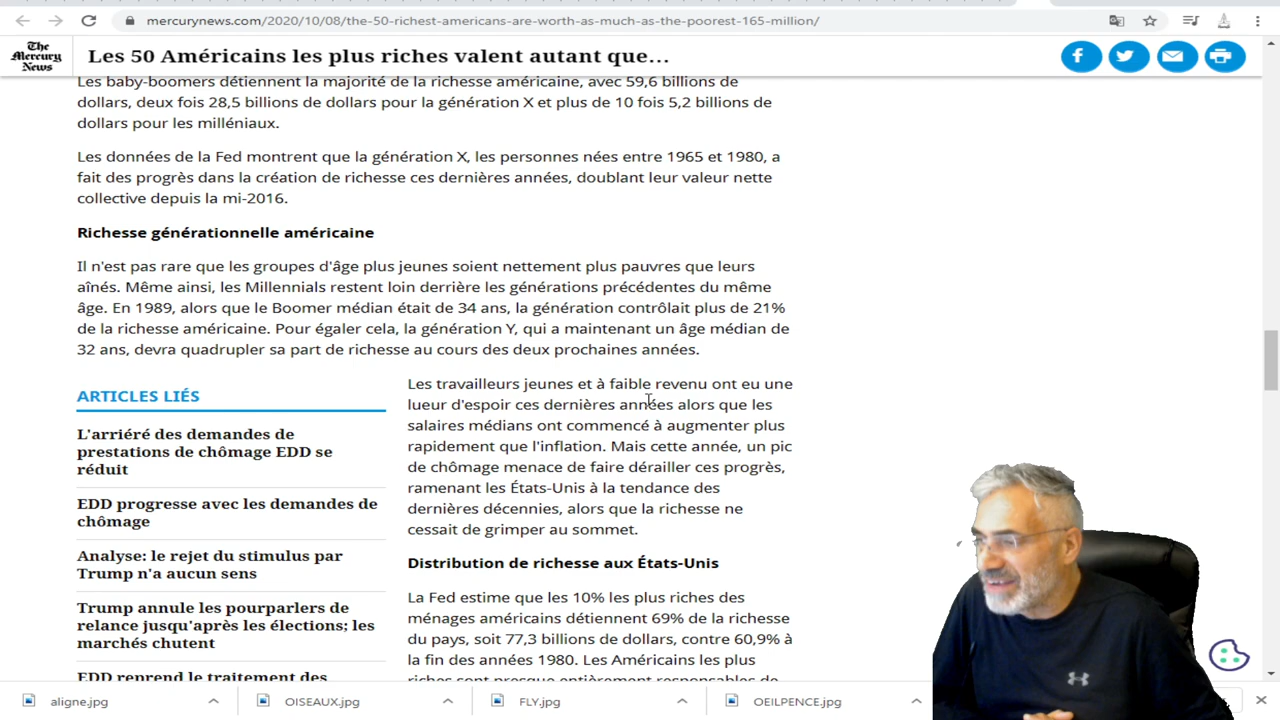 mercurynews.com/2020/10/08/the-50-richest-americans-are-worth-as-much-as-the-poorest-165-million/
The
Mercury
News
Les 50 Américains les plus riches valent autant que…
Les baby-boomers détiennent la majorité de la richesse américaine, avec 59,6 billions de
dollars, deux fois 28,5 billions de dollars pour la génération X et plus de 10 fois 5,2 billions de
dollars pour les milléniaux.
Les données de la Fed montrent que la génération X, les personnes nées entre 1965 et 1980, a
fait des progrès dans la création de richesse ces dernières années, doublant leur valeur nette
collective depuis la mi-2016.
Richesse générationnelle américaine
Il n'est pas rare que les groupes d'âge plus jeunes soient nettement plus pauvres que leurs
aînés. Même ainsi, les Millennials restent loin derrière les générations précédentes du même
âge. En 1989, alors que le Boomer médian était de 34 ans, la génération contrôlait plus de 21%
de la richesse américaine. Pour égaler cela, la génération Y, qui a maintenant un âge médian de
32 ans, devra quadrupler sa part de richesse au cours des deux prochaines années.
ARTICLES LIÉS
L'arriéré des demandes de
prestations de chômage EDD se
réduit
EDD progresse avec les demandes de
chômage
Analyse: le rejet du stimulus par
Trump n'a aucun sens
Trump annule les pourparlers de
relance jusqu'après les élections; les
marchés chutent
EDD reprend le traitement des
Les travailleurs jeunes et à faible revenu ont eu une
lueur d'espoir ces dernières années alors que les
salaires médians ont commencé à augmenter plus
rapidement que l'inflation. Mais cette année, un pic
de chômage menace de faire dérailler ces progrès,
ramenant les États-Unis à la tendance des
dernières décennies, alors que la richesse ne
cessait de grimper au sommet.
Distribution de richesse aux États-Unis
La Fed estime que les 10% les plus riches des
ménages américains détiennent 69% de la richesse
du pays, soit 77,3 billions de dollars, contre 60,9% à
la fin des années 1980. Les Américains les plus
riches sont presque entièrement responsables de
aligne.jpg
OISEAUX.jpg
FLY.jpg
OEILPENCE.jpg